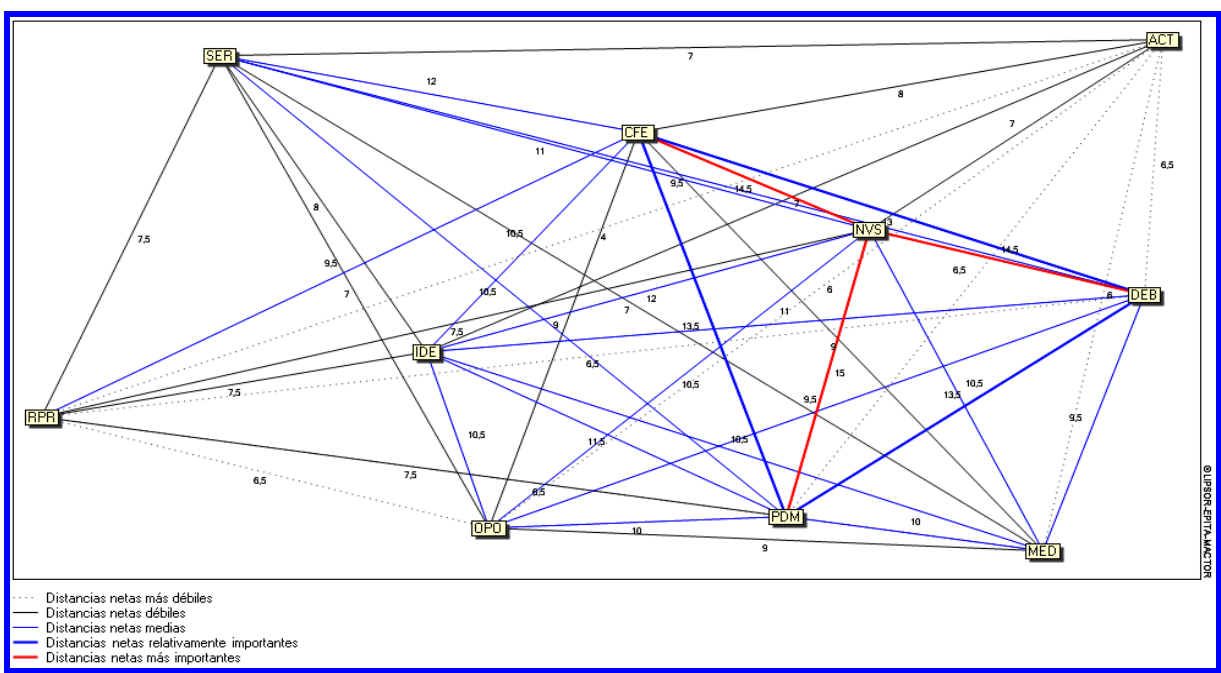 ACT
SER
7
12
8
CFE
7
11
6,5
9,5
14,5
7
8
13
NVS
10,5
4
7,5
14,5
9,5
6,5
7
10,5
6
DEB
12
6
7
11
9
13,5
7,5
9
IDE
6,5
15
10,5
10,5
7,5
9,5
13,5
RPR
9,5
10,5
11,5
10,5
7,5
6,5
6,5
PDM
10
OPO
10
9
MED
©LIPSOR-EPITA-MACTOR
Distancias netas más débiles
Distancias netas débiles
Distancias netas medias
Distancias netas relativamente importantes
Distancias netas más importantes